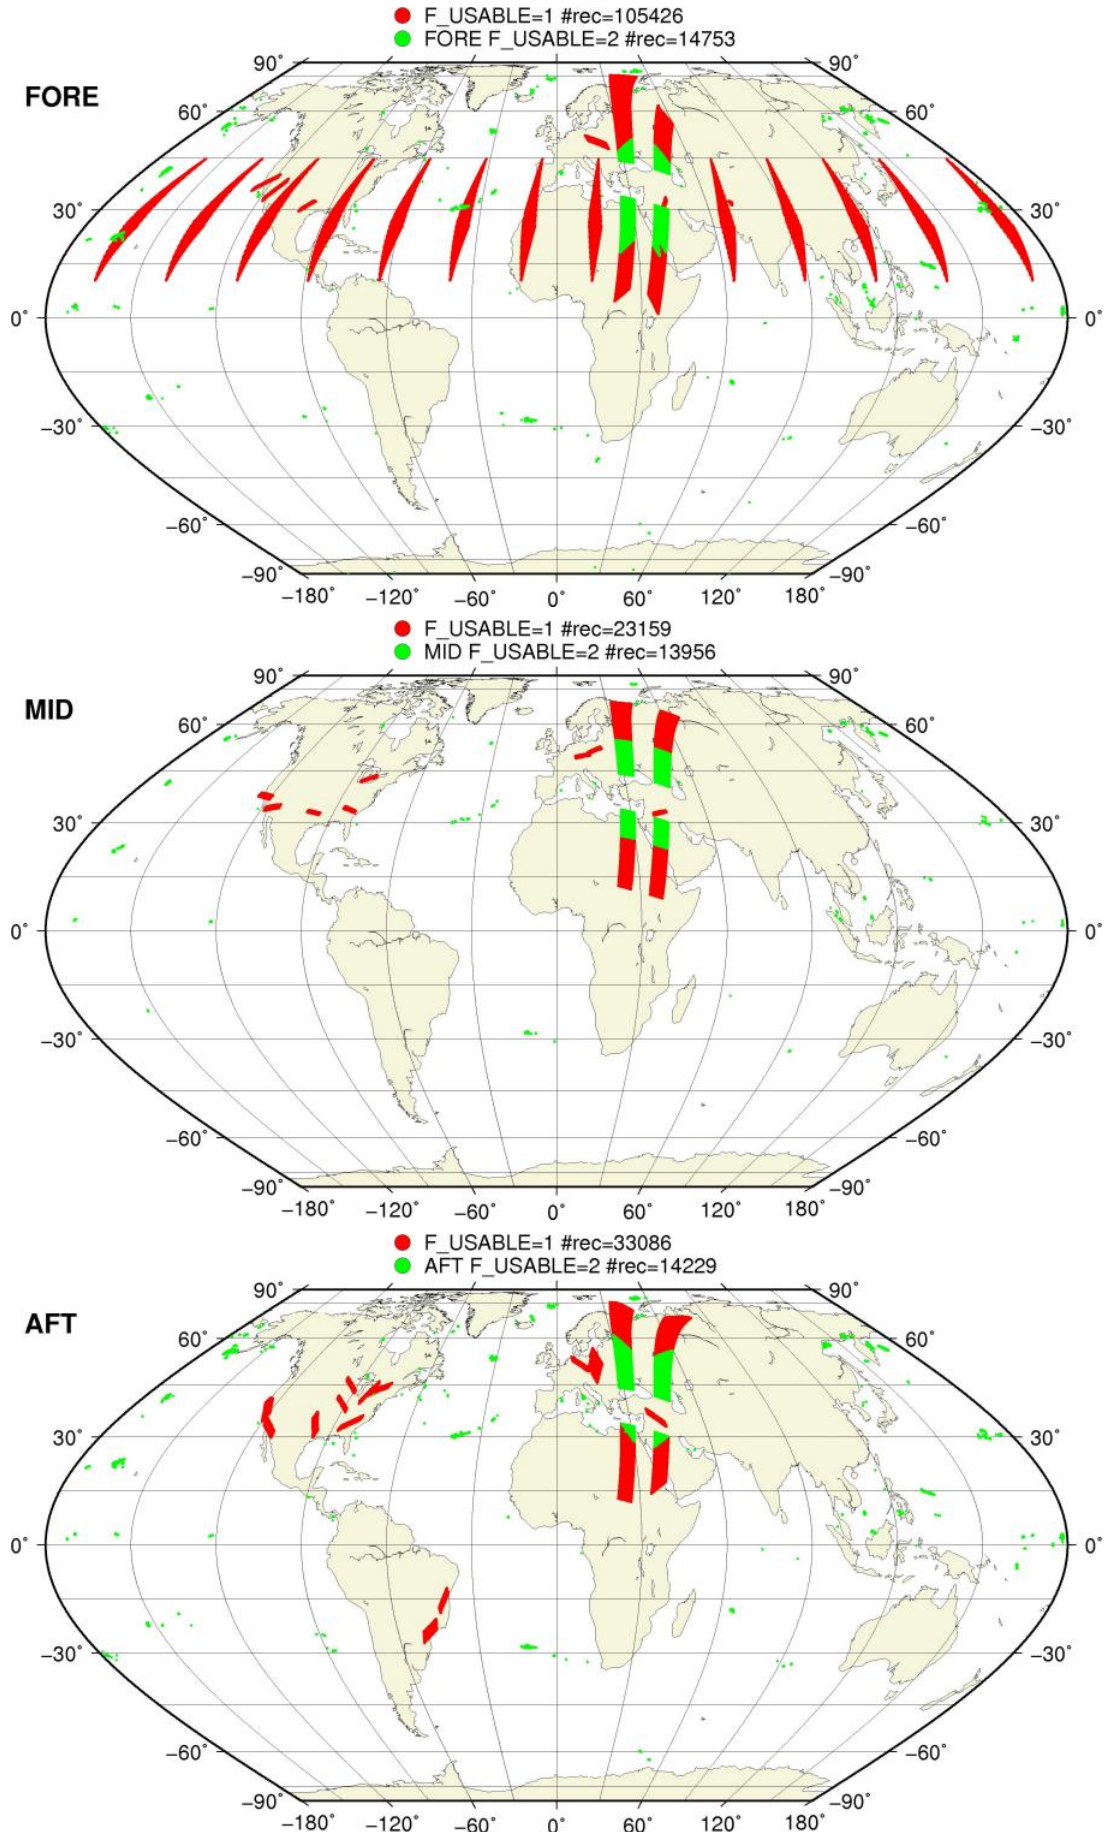 F_USABLE=1 #rec=105426
FORE F_USABLE=2 #rec=14753
FORE
90° 90°
60° 60°
30° 30°
0° 0°
−30° −30°
−60° −60°
−90° −90°
−180° −120° −60° 0° 60° 120° 180°
F_USABLE=1 #rec=23159
MID F_USABLE=2 #rec=13956
MID
90° 90°
60° 60°
30° 30°
0° 0°
−30° −30°
−60° −60°
−90° −90°
−180° −120° −60° 0° 60° 120° 180°
F_USABLE=1 #rec=33086
AFT F_USABLE=2 #rec=14229
AFT
90° 90°
60° 60°
30° 30°
0° 0°
−30° −30°
−60° −60°
−90° −90°
−180° −120° −60° 0° 60° 120° 180°